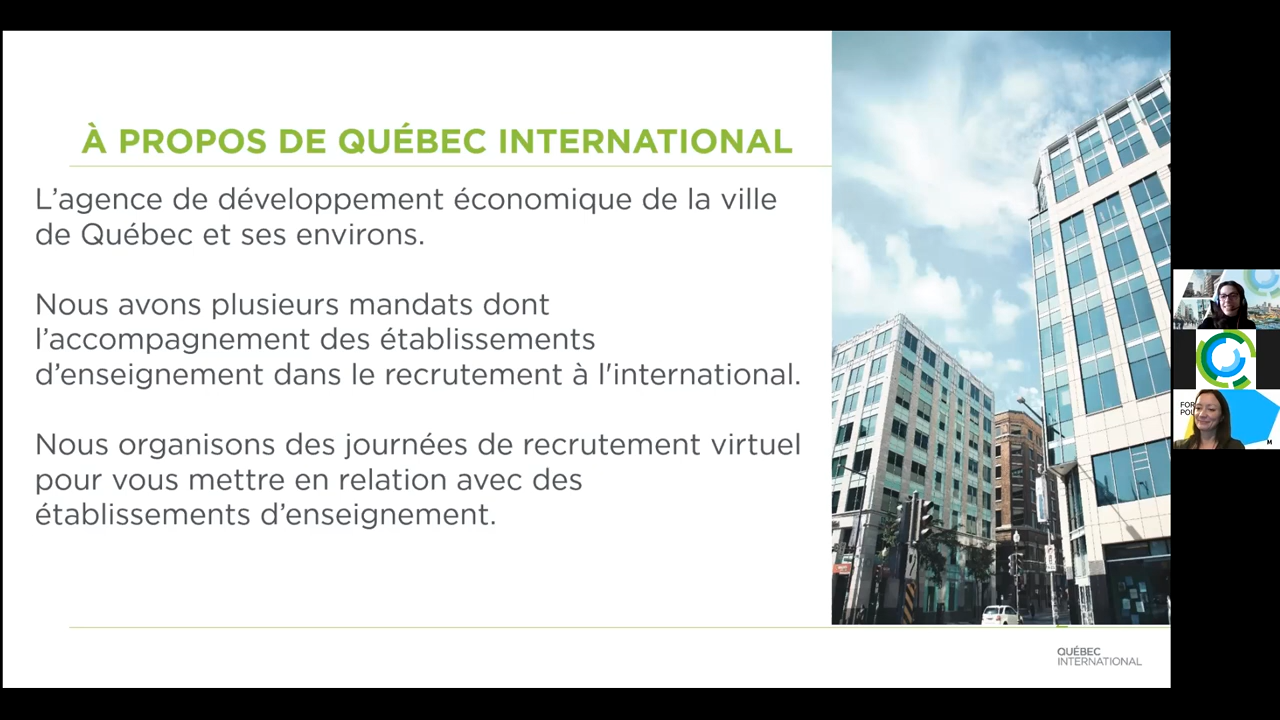 À PROPOS DE QUÉBEC INTERNATIONAL
L’agence de développement économique de la ville
de Québec et ses environs.
Nous avons plusieurs mandats dont
l’accompagnement des établissements
d’enseignement dans le recrutement à l'international.
Nous organisons des journées de recrutement virtuel
pour vous mettre en relation avec des
établissements d’enseignement.
QUÉBEC
INTERNATIONAL
FOR
POU
M